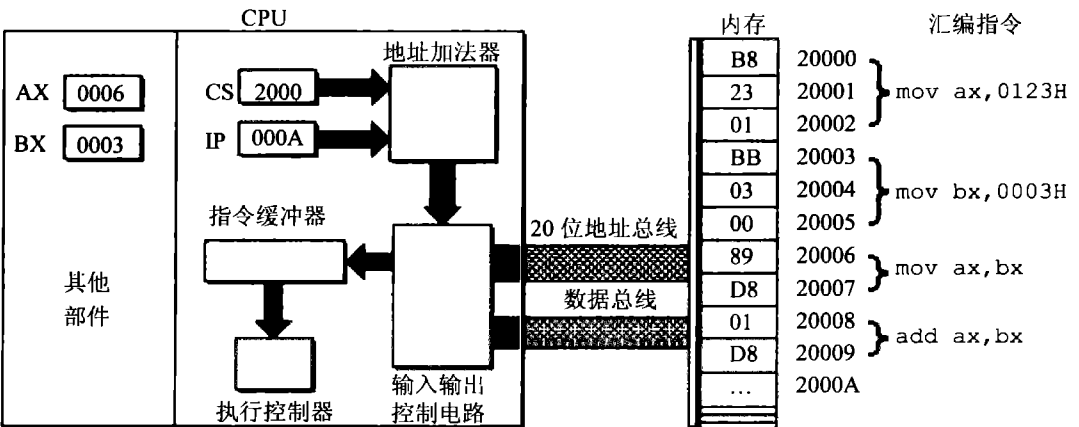 CPU
内存
汇编指令
地址加法器
AX 0006
BX 0003
CS 2000
IP 000A
指令缓冲器
其他
部件
执行控制器
输入输出
控制电路
20 位地址总线
数据总线
B8 20000
23 20001
01 20002
mov ax,0123H
BB 20003
03 20004
00 20005
mov bx,0003H
89 20006
D8 20007
mov ax,bx
01 20008
D8 20009
add ax,bx
… 2000A